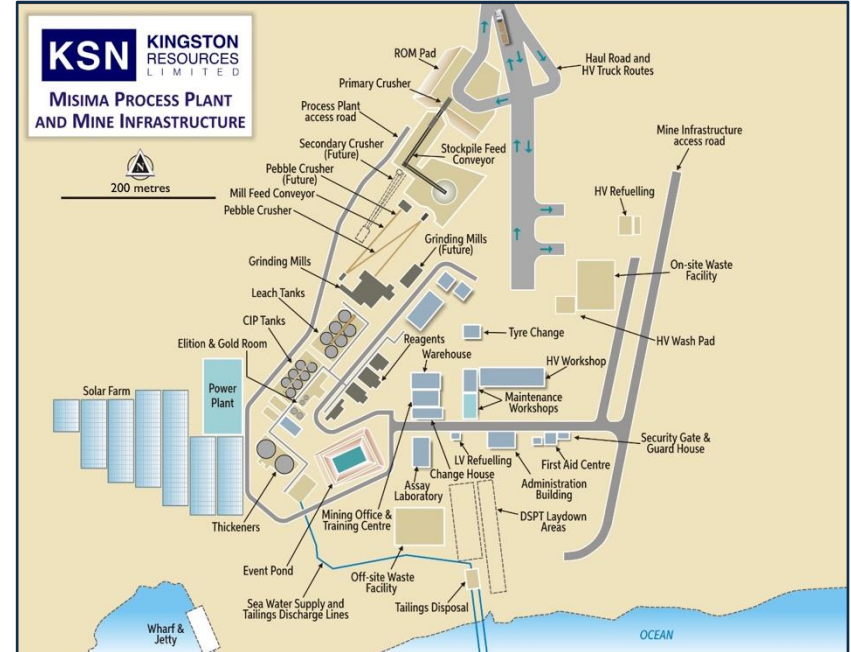 KSN
KINGSTON
RESOURCES
LIMITED
MISIMA PROCESS PLANT
AND MINE INFRASTRUCTURE
N
200 metres
ROM Pad
Primary Crusher
Process Plant
access road
Secondary Crusher
(Future)
Pebble Crusher
(Future)
Mill Feed Conveyor
Pebble Crusher
Grinding Mills
Leach Tanks
CIP Tanks
Elition & Gold Room
Stockpile Feed
Conveyor
Grinding Mills
(Future)
Haul Road and
HV Truck Routes
Mine Infrastructure
access road
HV Refuelling
On-site Waste
Facility
HV Wash Pad
Tyre Change
HV Workshop
Reagents
Warehouse
Maintenance
Workshops
Solar Farm
Power
Plant
Security Gate &
Guard House
First Aid Centre
LV Refuelling
Change House
Administration
Building
Assay
Laboratory
Mining Office &
Training Centre
DSPT Laydown
Areas
Thickeners
Event Pond
Off-site Waste
Facility
Sea Water Supply and
Tailings Discharge Lines
Tailings Disposal
Wharf &
Jetty
OCEAN